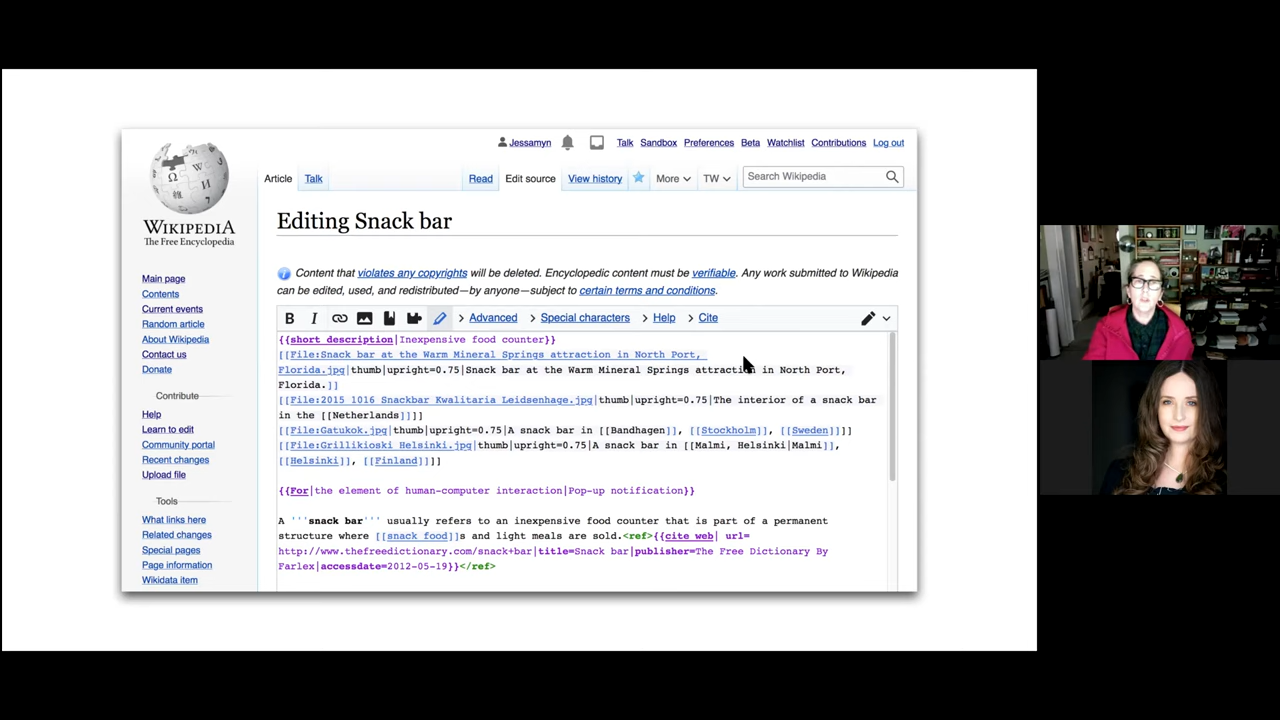 Jessamyn Talk Sandbox Preferences Beta Watchlist Contributions Log out
Article Talk Read Edit source View history More TW Search Wikipedia
WIKIPEDIA
The Free Encyclopedia
Main page
Contents
Current events
Random article
About Wikipedia
Contact us
Donate
Contribute
Help
Learn to edit
Community portal
Recent changes
Upload file
Tools
What links here
Related changes
Special pages
Page information
Wikidata item
Editing Snack bar
Content that violates any copyrights will be deleted. Encyclopedic content must be verifiable. Any work submitted to Wikipedia
can be edited, used, and redistributed—by anyone—subject to certain terms and conditions.
B I Advanced Special characters Help Cite
{{short description|Inexpensive food counter}}
[[File:Snack bar at the Warm Mineral Springs attraction in North Port,
Florida.jpg|thumb|upright=0.75|Snack bar at the Warm Mineral Springs attraction in North Port,
Florida.]]
[[File:2015 1016 Snackbar Kwalitaria Leidsenhage.jpg|thumb|upright=0.75|The interior of a snack bar
in the [[Netherlands]]]]
[[File:Gatukok.jpg|thumb|upright=0.75|A snack bar in [[Bandhagen]], [[Stockholm]], [[Sweden]]]]
[[File:Grillikioski Helsinki.jpg|thumb|upright=0.75|A snack bar in [[Malmi, Helsinki|Malmi]],
[[Helsinki]], [[Finland]]]]
{{For|the element of human-computer interaction|Pop-up notification}}
A '''snack bar''' usually refers to an inexpensive food counter that is part of a permanent
structure where [[snack food]]s and light meals are sold.<ref>{{cite web| url=
http://www.thefreedictionary.com/snack+bar|title=Snack bar|publisher=The Free Dictionary By
Farlex|accessdate=2012-05-19}}</ref>